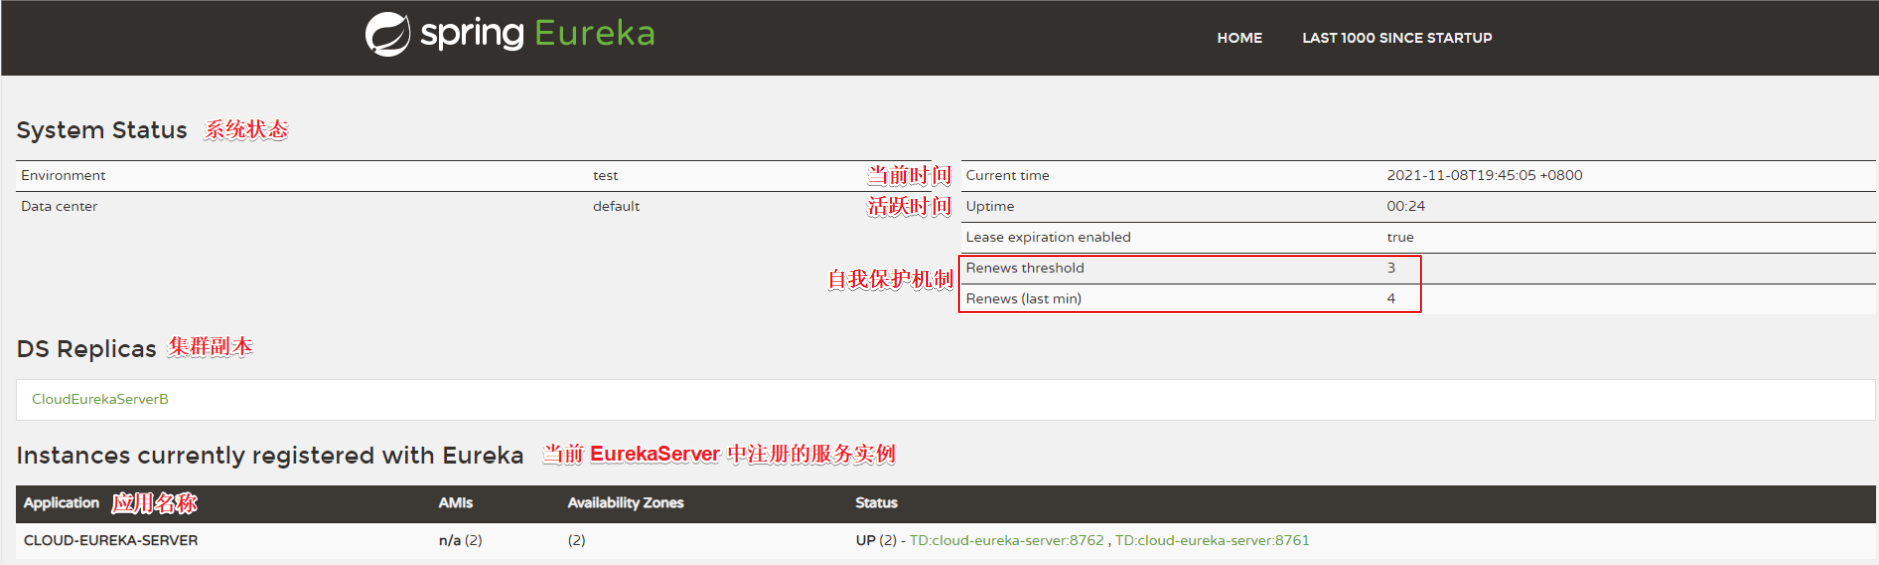 spring Eureka
HOME LAST 1000 SINCE STARTUP
System Status 系统状态
Environment test
Data center default
当前时间 Current time 2021-11-08T19:45:05 +0800
活跃时间 Uptime 00:24
Lease expiration enabled true
自我保护机制
Renews threshold 3
Renews (last min) 4
DS Replicas 集群副本
CloudEurekaServerB
Instances currently registered with Eureka 当前 EurekaServer 中注册的服务实例
Application 应用名称 AMIs Availability Zones Status
CLOUD-EUREKA-SERVER n/a (2) (2) UP (2) - TD:cloud-eureka-server:8762 , TD:cloud-eureka-server:8761